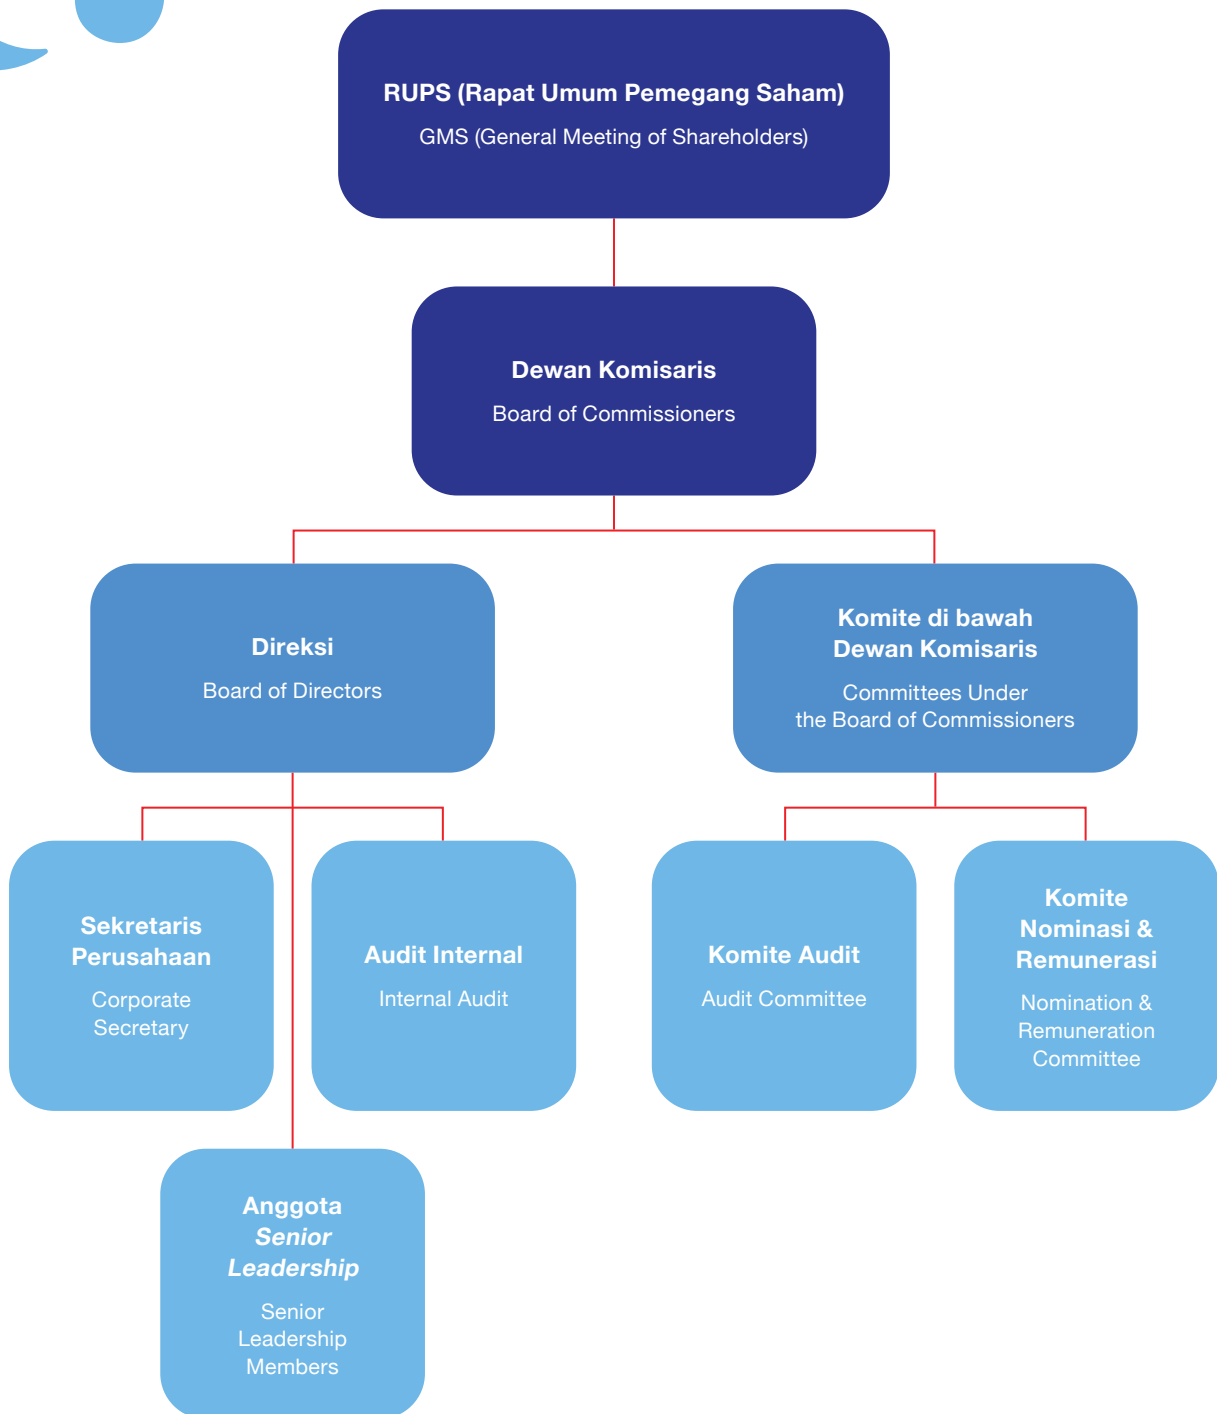 RUPS (Rapat Umum Pemegang Saham)
GMS (General Meeting of Shareholders)
Dewan Komisaris
Board of Commissioners
Direksi
Board of Directors
Komite di bawah
Dewan Komisaris
Committees Under
the Board of Commissioners
Sekretaris
Perusahaan
Corporate
Secretary
Audit Internal
Internal Audit
Komite Audit
Audit Committee
Komite
Nominasi &
Remunerasi
Nomination &
Remuneration
Committee
Anggota
Senior
Leadership
Senior
Leadership
Members